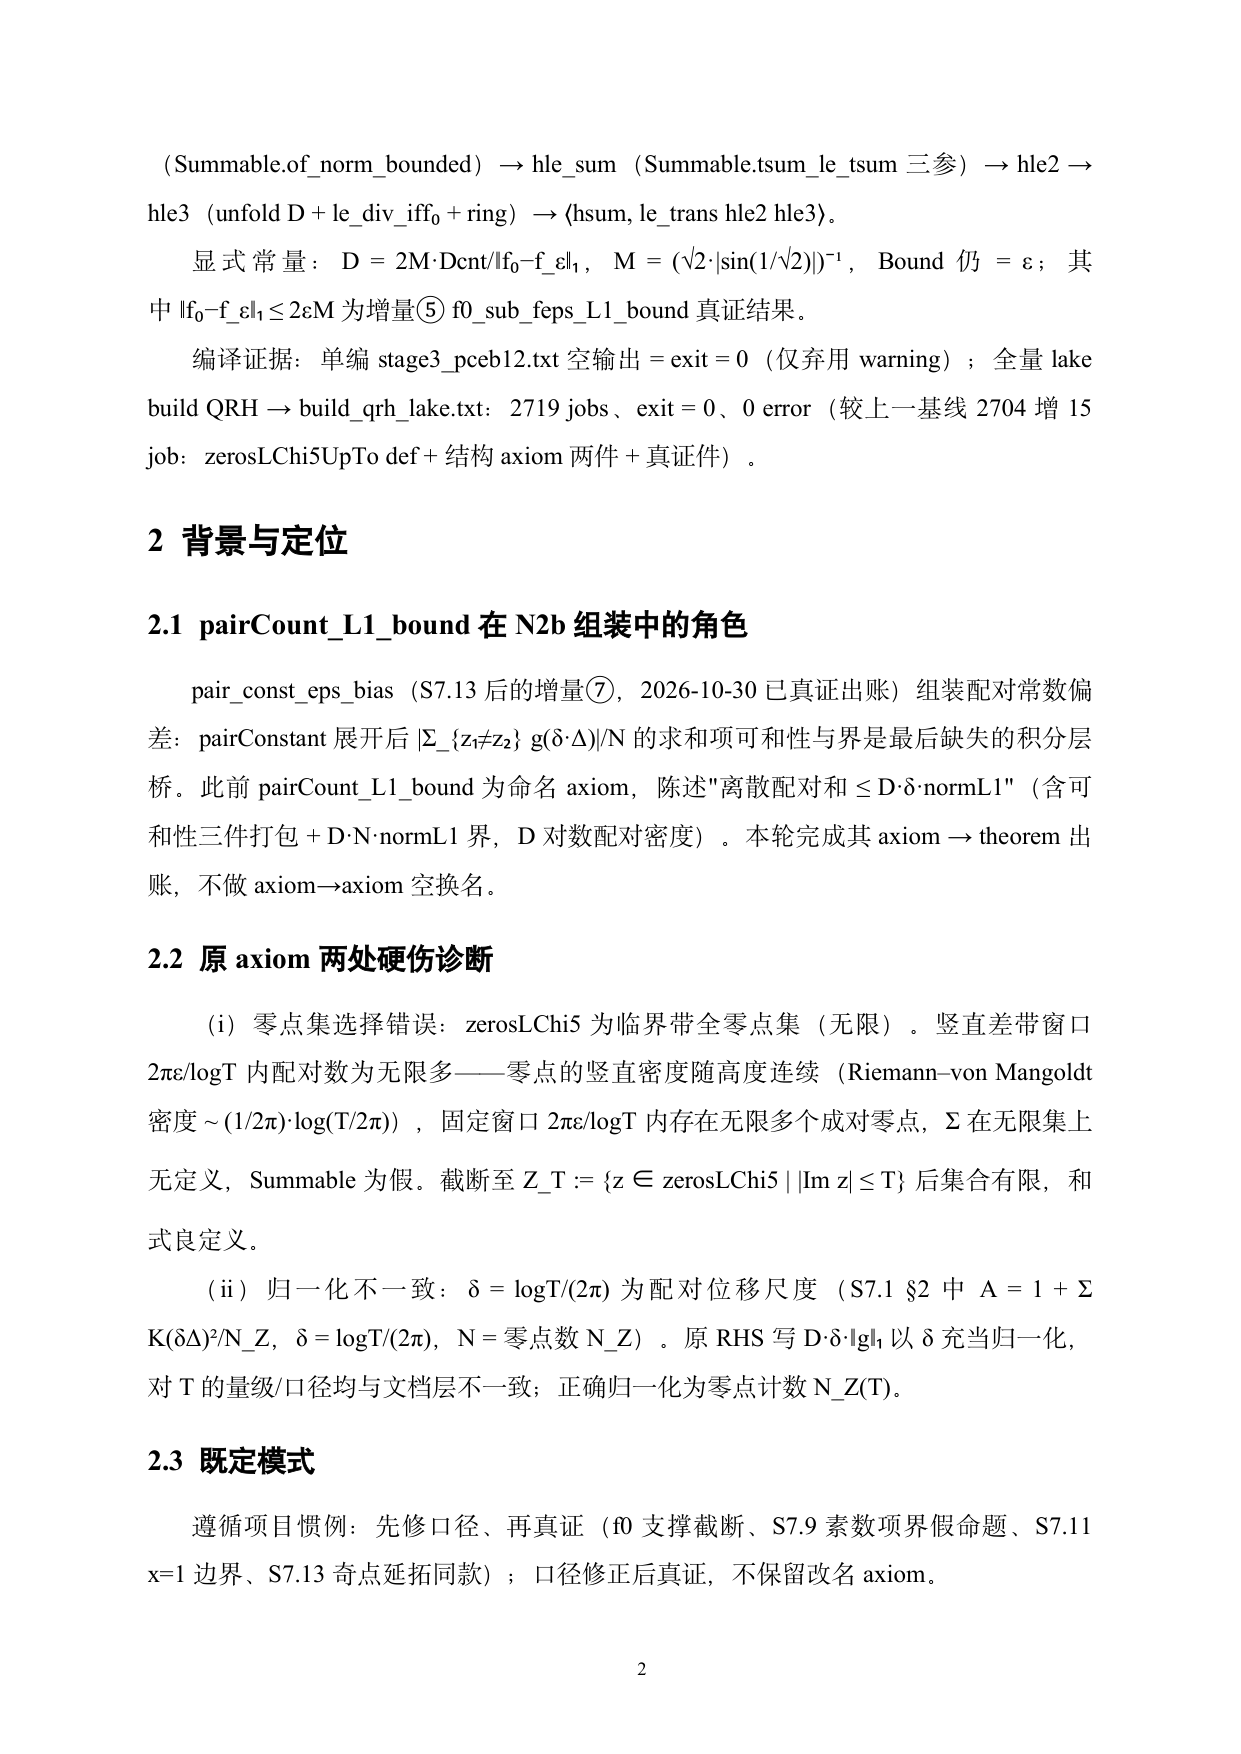 （Summable.of_norm_bounded）→ hle_sum（Summable.tsum_le_tsum 三参）→ hle2 →
hle3（unfold D + le_div_iff₀ + ring）→ ⟨hsum, le_trans hle2 hle3⟩。
显式常量：D = 2M·Dcnt/‖f₀−f_ε‖₁，M = (√2·|sin(1/√2)|)⁻¹，Bound 仍 = ε；其
中 ‖f₀−f_ε‖₁ ≤ 2εM 为增量⑤ f0_sub_feps_L1_bound 真证结果。
编译证据：单编 stage3_pceb12.txt 空输出 = exit = 0（仅弃用 warning）；全量 lake
build QRH → build_qrh_lake.txt：2719 jobs、exit = 0、0 error（较上一基线 2704 增 15
job：zerosLChi5UpTo def + 结构 axiom 两件 + 真证件）。
2 背景与定位
2.1 pairCount_L1_bound 在 N2b 组装中的角色
pair_const_eps_bias（S7.13 后的增量⑦，2026-10-30 已真证出账）组装配对常数偏
差：pairConstant 展开后 |Σ_{z₁≠z₂} g(δ·Δ)|/N 的求和项可和性与界是最后缺失的积分层
桥。此前 pairCount_L1_bound 为命名 axiom，陈述"离散配对和 ≤ D·δ·normL1"（含可
和性三件打包 + D·N·normL1 界，D 对数配对密度）。本轮完成其 axiom → theorem 出
账，不做 axiom→axiom 空换名。
2.2 原 axiom 两处硬伤诊断
（i）零点集选择错误：zerosLChi5 为临界带全零点集（无限）。竖直差带窗口
2πε/logT 内配对数为无限多——零点的竖直密度随高度连续（Riemann–von Mangoldt
密度 ~ (1/2π)·log(T/2π)），固定窗口 2πε/logT 内存在无限多个成对零点，Σ 在无限集上
无定义，Summable 为假。截断至 Z_T := {z ∈ zerosLChi5 | |Im z| ≤ T} 后集合有限，和
式良定义。
（ii）归一化不一致：δ = logT/(2π) 为配对位移尺度（S7.1 §2 中 A = 1 + Σ
K(δΔ)²/N_Z，δ = logT/(2π)，N = 零点数 N_Z）。原 RHS 写 D·δ·‖g‖₁ 以 δ 充当归一化，
对 T 的量级/口径均与文档层不一致；正确归一化为零点计数 N_Z(T)。
2.3 既定模式
遵循项目惯例：先修口径、再真证（f0 支撑截断、S7.9 素数项界假命题、S7.11
x=1 边界、S7.13 奇点延拓同款）；口径修正后真证，不保留改名 axiom。
2